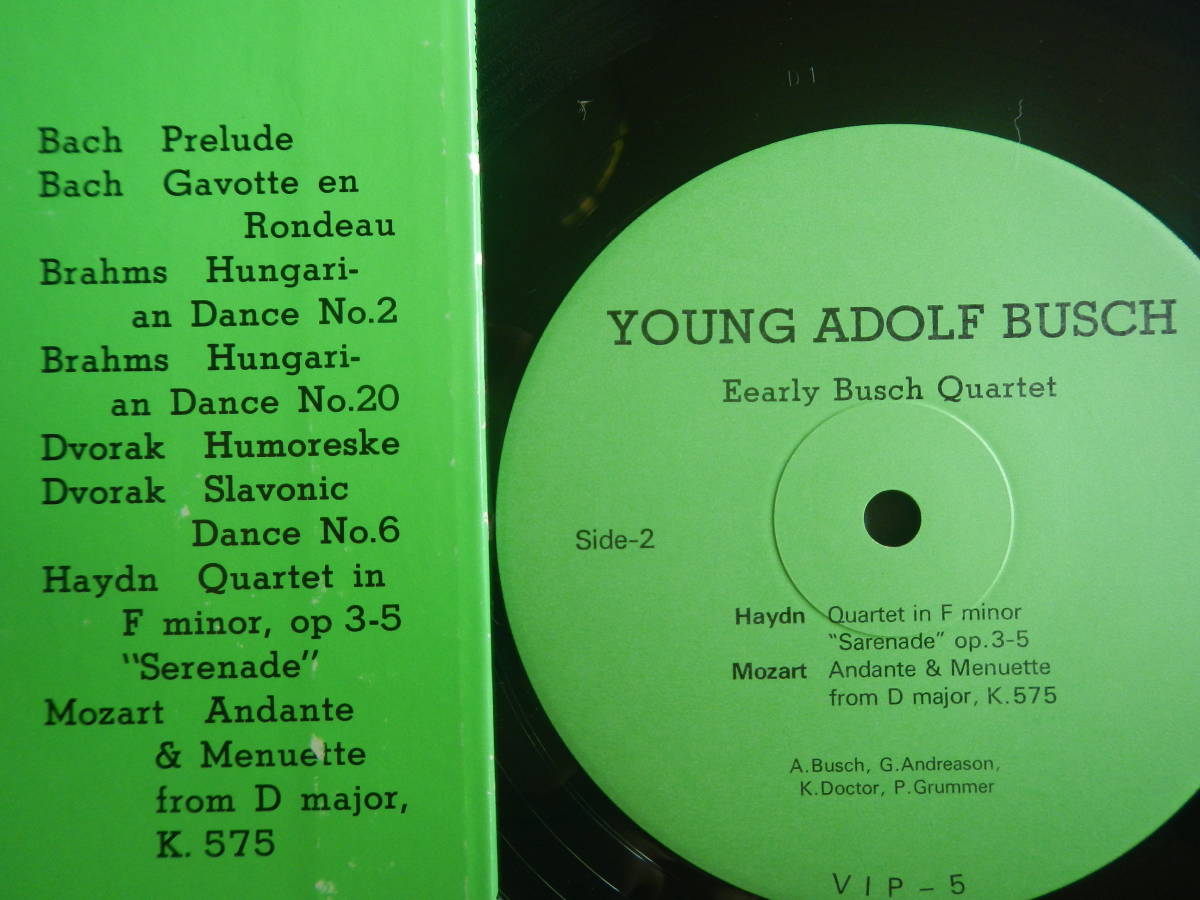 Bach Prelude
Bach Gavotte en
Rondeau
Brahms Hungari-
an Dance No.2
Brahms Hungari-
an Dance No.20
Dvorak Humoreske
Dvorak Slavonic
Dance No.6
Haydn Quartet in
F minor, op 3-5
"Serenade"
Mozart Andante
& Menuette
from D major,
K. 575
D 1
YOUNG ADOLF BUSCH
Eearly Busch Quartet
Side-2
Haydn Quartet in F minor
"Sarenade" op.3-5
Mozart Andante & Menuette
from D major, K.575
A.Busch, G.Andreason,
K.Doctor, P.Grummer
VIP-5